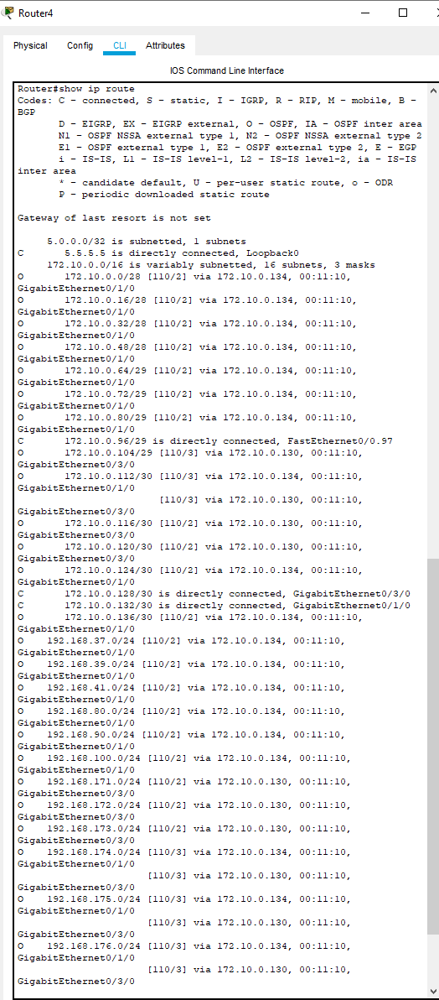 Router4
Physical Config CLI Attributes
IOS Command Line Interface
Router#show ip route
Codes: C - connected, S - static, I - IGRP, R - RIP, M - mobile, B -
BGP
D - EIGRP, EX - EIGRP external, O - OSPF, IA - OSPF inter area
N1 - OSPF NSSA external type 1, N2 - OSPF NSSA external type 2
E1 - OSPF external type 1, E2 - OSPF external type 2, E - EGP
i - IS-IS, L1 - IS-IS level-1, L2 - IS-IS level-2, ia - IS-IS
inter area
* - candidate default, U - per-user static route, o - ODR
P - periodic downloaded static route
Gateway of last resort is not set
5.0.0.0/32 is subnetted, 1 subnets
C 5.5.5.5 is directly connected, Loopback0
172.10.0.0/16 is variably subnetted, 16 subnets, 3 masks
O 172.10.0.0/28 [110/2] via 172.10.0.134, 00:11:10,
GigabitEthernet0/1/0
O 172.10.0.16/28 [110/2] via 172.10.0.134, 00:11:10,
GigabitEthernet0/1/0
O 172.10.0.32/28 [110/2] via 172.10.0.134, 00:11:10,
GigabitEthernet0/1/0
O 172.10.0.48/28 [110/2] via 172.10.0.134, 00:11:10,
GigabitEthernet0/1/0
O 172.10.0.64/29 [110/2] via 172.10.0.134, 00:11:10,
GigabitEthernet0/1/0
O 172.10.0.72/29 [110/2] via 172.10.0.134, 00:11:10,
GigabitEthernet0/1/0
O 172.10.0.80/29 [110/2] via 172.10.0.134, 00:11:10,
GigabitEthernet0/1/0
C 172.10.0.96/29 is directly connected, FastEthernet0/0.97
O 172.10.0.104/29 [110/3] via 172.10.0.130, 00:11:10,
GigabitEthernet0/3/0
O 172.10.0.112/30 [110/3] via 172.10.0.134, 00:11:10,
GigabitEthernet0/1/0
[110/3] via 172.10.0.130, 00:11:10,
GigabitEthernet0/3/0
O 172.10.0.116/30 [110/2] via 172.10.0.130, 00:11:10,
GigabitEthernet0/3/0
O 172.10.0.120/30 [110/2] via 172.10.0.130, 00:11:10,
GigabitEthernet0/3/0
O 172.10.0.124/30 [110/2] via 172.10.0.134, 00:11:10,
GigabitEthernet0/1/0
C 172.10.0.128/30 is directly connected, GigabitEthernet0/3/0
C 172.10.0.132/30 is directly connected, GigabitEthernet0/1/0
O 172.10.0.136/30 [110/2] via 172.10.0.134, 00:11:10,
GigabitEthernet0/1/0
O 192.168.37.0/24 [110/2] via 172.10.0.134, 00:11:10,
GigabitEthernet0/1/0
O 192.168.39.0/24 [110/2] via 172.10.0.134, 00:11:10,
GigabitEthernet0/1/0
O 192.168.41.0/24 [110/2] via 172.10.0.134, 00:11:10,
GigabitEthernet0/1/0
O 192.168.80.0/24 [110/2] via 172.10.0.134, 00:11:10,
GigabitEthernet0/1/0
O 192.168.90.0/24 [110/2] via 172.10.0.134, 00:11:10,
GigabitEthernet0/1/0
O 192.168.100.0/24 [110/2] via 172.10.0.134, 00:11:10,
GigabitEthernet0/1/0
O 192.168.171.0/24 [110/2] via 172.10.0.130, 00:11:10,
GigabitEthernet0/3/0
O 192.168.172.0/24 [110/2] via 172.10.0.130, 00:11:10,
GigabitEthernet0/3/0
O 192.168.173.0/24 [110/2] via 172.10.0.130, 00:11:10,
GigabitEthernet0/3/0
O 192.168.174.0/24 [110/3] via 172.10.0.134, 00:11:10,
GigabitEthernet0/1/0
[110/3] via 172.10.0.130, 00:11:10,
GigabitEthernet0/3/0
O 192.168.175.0/24 [110/3] via 172.10.0.134, 00:11:10,
GigabitEthernet0/1/0
[110/3] via 172.10.0.130, 00:11:10,
GigabitEthernet0/3/0
O 192.168.176.0/24 [110/3] via 172.10.0.134, 00:11:10,
GigabitEthernet0/1/0
[110/3] via 172.10.0.130, 00:11:10,
GigabitEthernet0/3/0